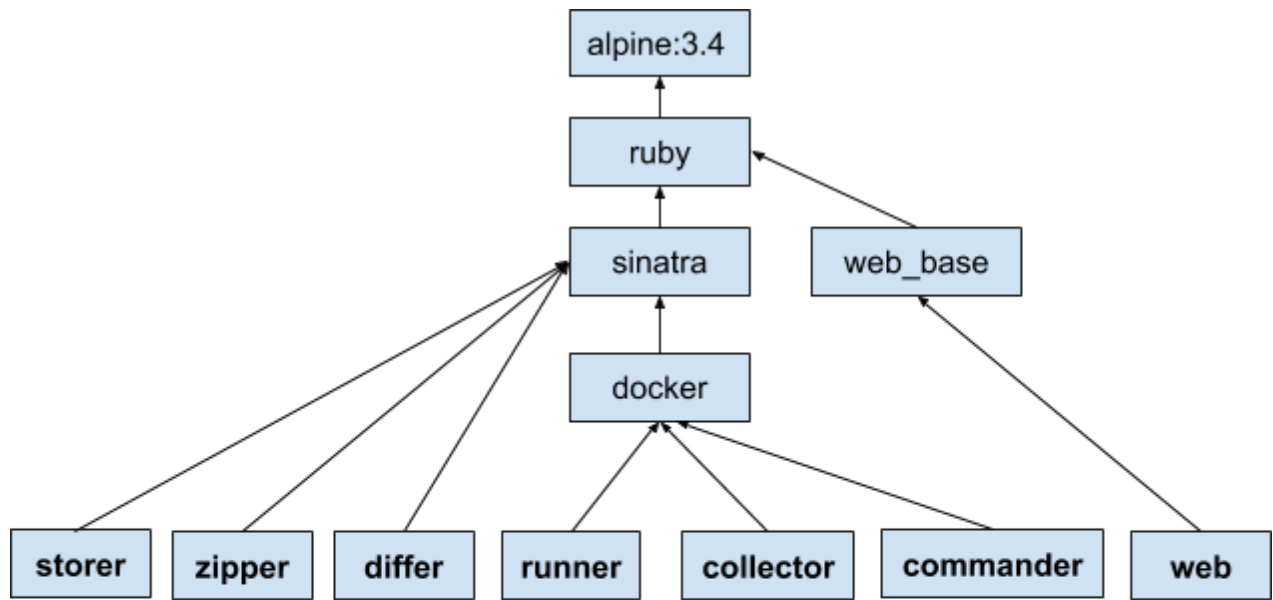 alpine:3.4
ruby
sinatra
web_base
docker
storer
zipper
differ
runner
collector
commander
web